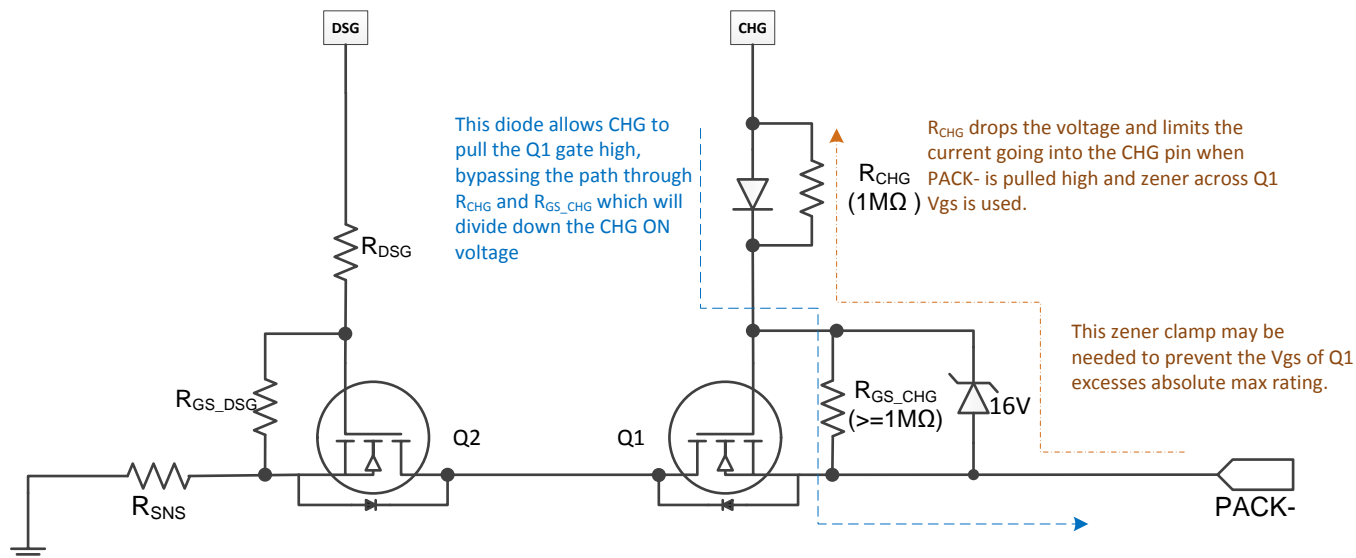 DSG
CHG
This diode allows CHG to
pull the Q1 gate high,
bypassing the path through
RCHG and RGS_CHG which will
divide down the CHG ON
voltage
RCHG
(1MΩ )
RCHG drops the voltage and limits the
current going into the CHG pin when
PACK- is pulled high and zener across Q1
Vgs is used.
RDSG
This zener clamp may be
needed to prevent the Vgs of Q1
excesses absolute max rating.
RGS_DSG
RGS_CHG
(>=1MΩ)
16V
Q2
Q1
RSNS
PACK-